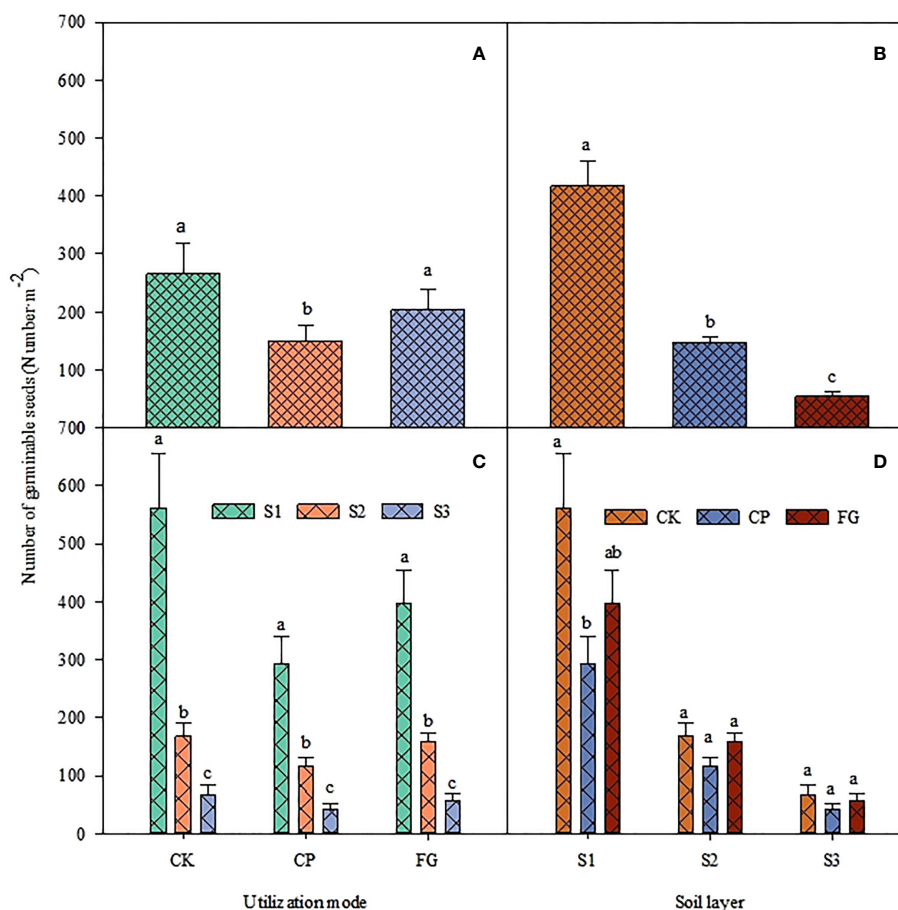 Number of germinable seeds (Number·m-2)
700
600
500
400
300
200
100
A
a
b
a
B
a
b
c
700
600
500
400
300
200
100
0
C
S1 S2 S3
a
b
c
a
b
c
a
b
c
CK CP FG
Utilization mode
D
CK CP FG
a
b
ab
a
a
a
a
a
a
S1 S2 S3
Soil layer